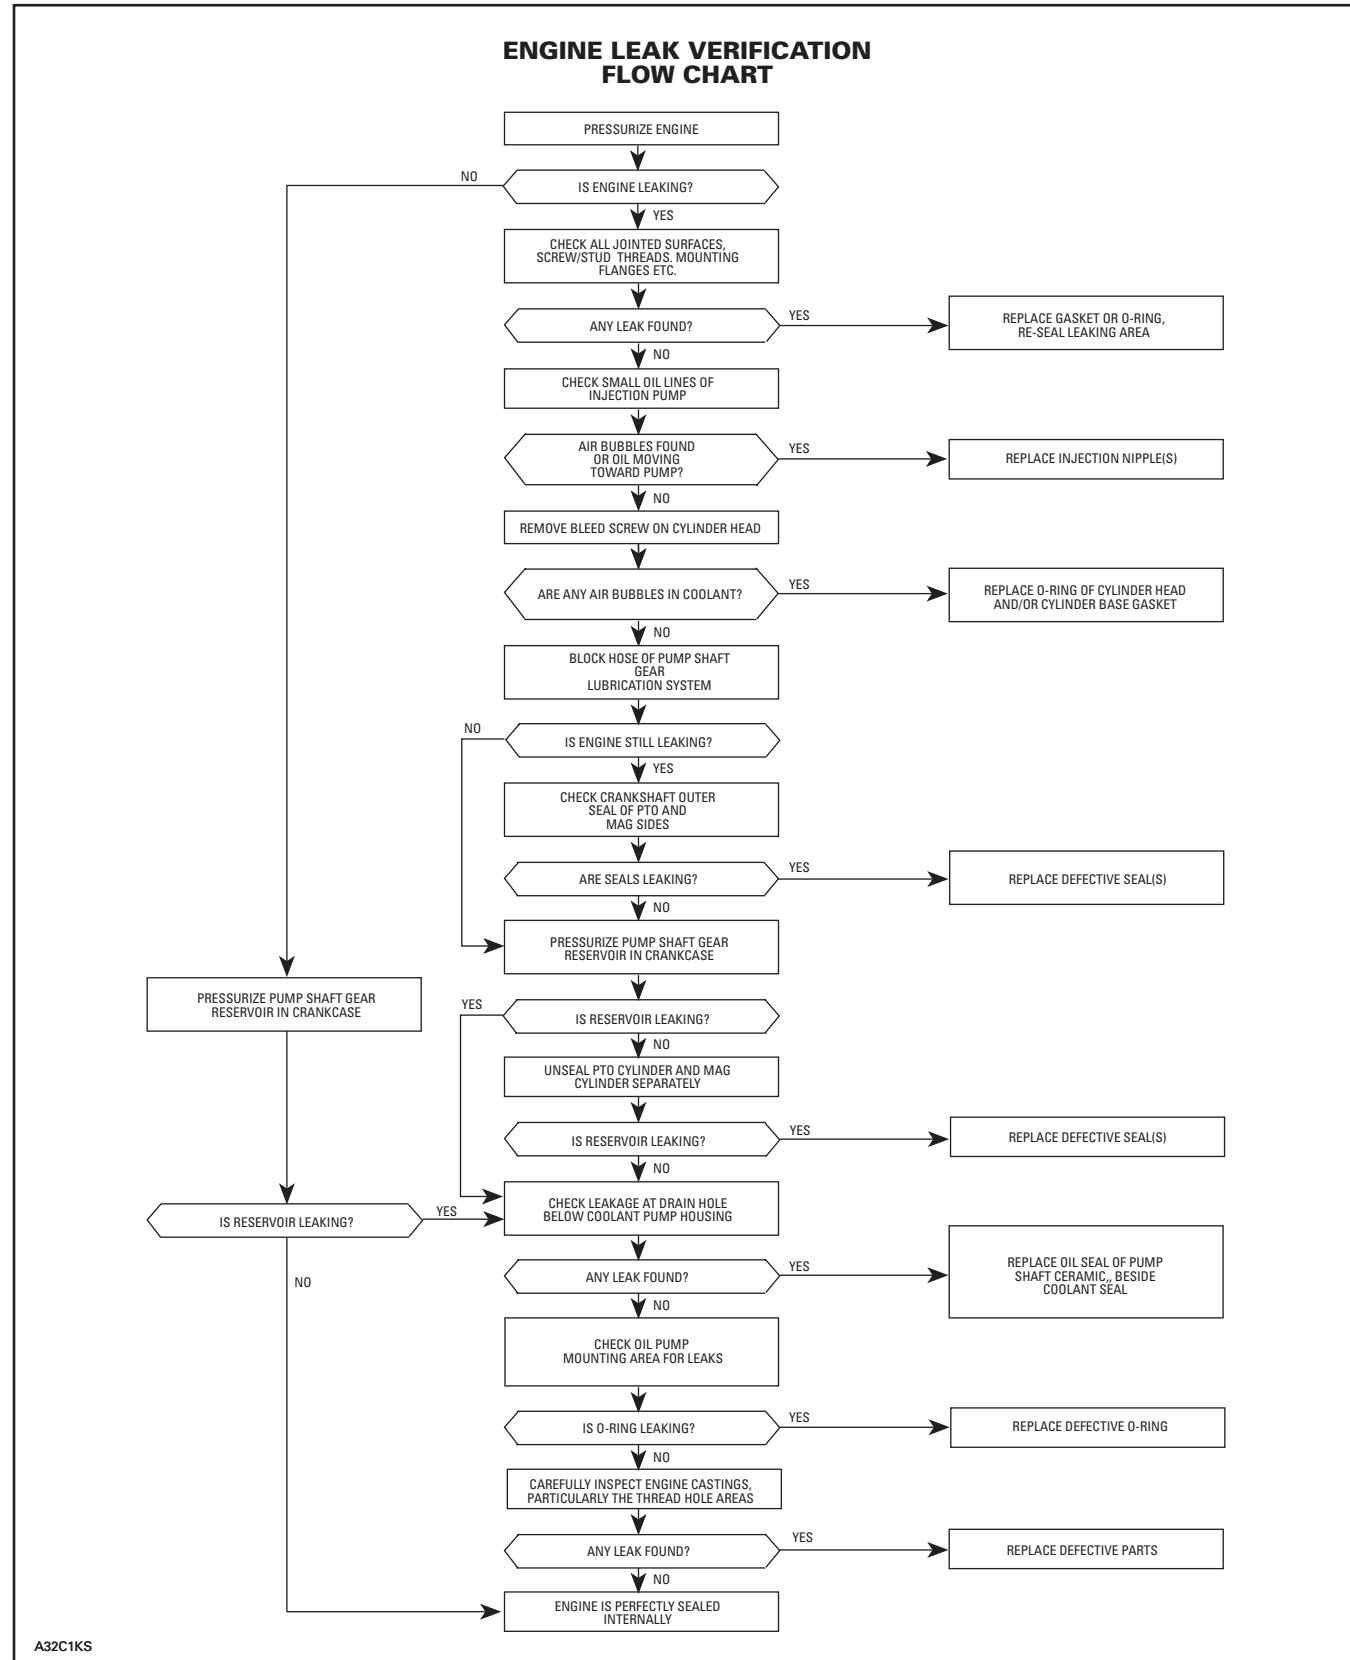 ENGINE LEAK VERIFICATION
FLOW CHART
PRESSURIZE ENGINE
NO
IS ENGINE LEAKING?
YES
CHECK ALL JOINTED SURFACES,
SCREW/STUD THREADS. MOUNTING
FLANGES ETC.
ANY LEAK FOUND?
YES
REPLACE GASKET OR O-RING,
RE-SEAL LEAKING AREA
NO
CHECK SMALL OIL LINES OF
INJECTION PUMP
AIR BUBBLES FOUND
OR OIL MOVING
TOWARD PUMP?
YES
REPLACE INJECTION NIPPLE(S)
NO
REMOVE BLEED SCREW ON CYLINDER HEAD
ARE ANY AIR BUBBLES IN COOLANT?
YES
REPLACE O-RING OF CYLINDER HEAD
AND/OR CYLINDER BASE GASKET
NO
BLOCK HOSE OF PUMP SHAFT
GEAR
LUBRICATION SYSTEM
NO
IS ENGINE STILL LEAKING?
YES
CHECK CRANKSHAFT OUTER
SEAL OF PTO AND
MAG SIDES
ARE SEALS LEAKING?
YES
REPLACE DEFECTIVE SEAL(S)
NO
PRESSURIZE PUMP SHAFT GEAR
RESERVOIR IN CRANKCASE
PRESSURIZE PUMP SHAFT GEAR
RESERVOIR IN CRANKCASE
YES
IS RESERVOIR LEAKING?
NO
UNSEAL PTO CYLINDER AND MAG
CYLINDER SEPARATELY
IS RESERVOIR LEAKING?
YES
REPLACE DEFECTIVE SEAL(S)
NO
CHECK LEAKAGE AT DRAIN HOLE
BELOW COOLANT PUMP HOUSING
IS RESERVOIR LEAKING?
YES
NO
ANY LEAK FOUND?
YES
REPLACE OIL SEAL OF PUMP
SHAFT CERAMIC,, BESIDE
COOLANT SEAL
NO
CHECK OIL PUMP
MOUNTING AREA FOR LEAKS
IS O-RING LEAKING?
YES
REPLACE DEFECTIVE O-RING
NO
CAREFULLY INSPECT ENGINE CASTINGS,
PARTICULARLY THE THREAD HOLE AREAS
ANY LEAK FOUND?
YES
REPLACE DEFECTIVE PARTS
NO
ENGINE IS PERFECTLY SEALED
INTERNALLY
A32C1KS